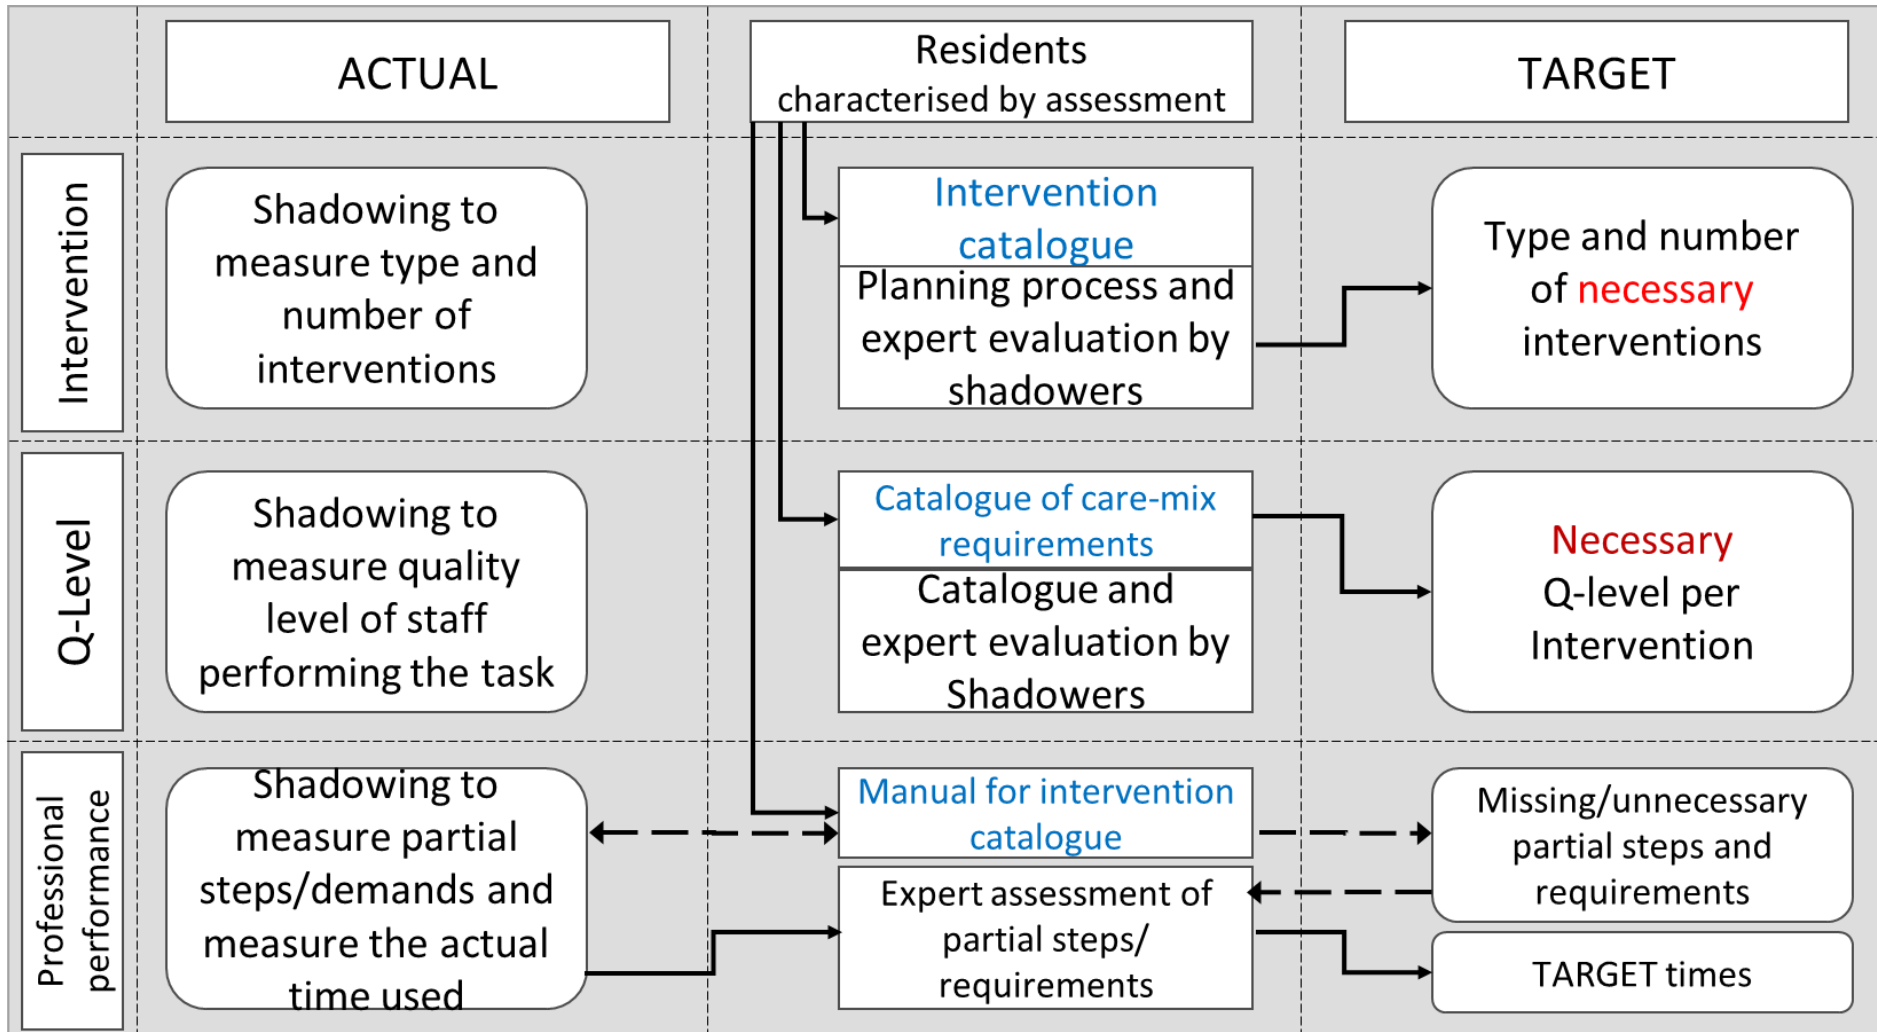 ACTUAL
Residents
characterised by assessment
TARGET
Intervention
Shadowing to
measure type and
number of
interventions
Intervention
catalogue
Planning process and
expert evaluation by
shadowers
Type and number
of necessary
interventions
Q-Level
Shadowing to
measure quality
level of staff
performing the task
Catalogue of care-mix
requirements
Catalogue and
expert evaluation by
Shadowers
Necessary
Q-level per
Intervention
Professional
performance
Shadowing to
measure partial
steps/demands and
measure the actual
time used
Manual for intervention
catalogue
Expert assessment of
partial steps/
requirements
Missing/unnecessary
partial steps and
requirements
TARGET times